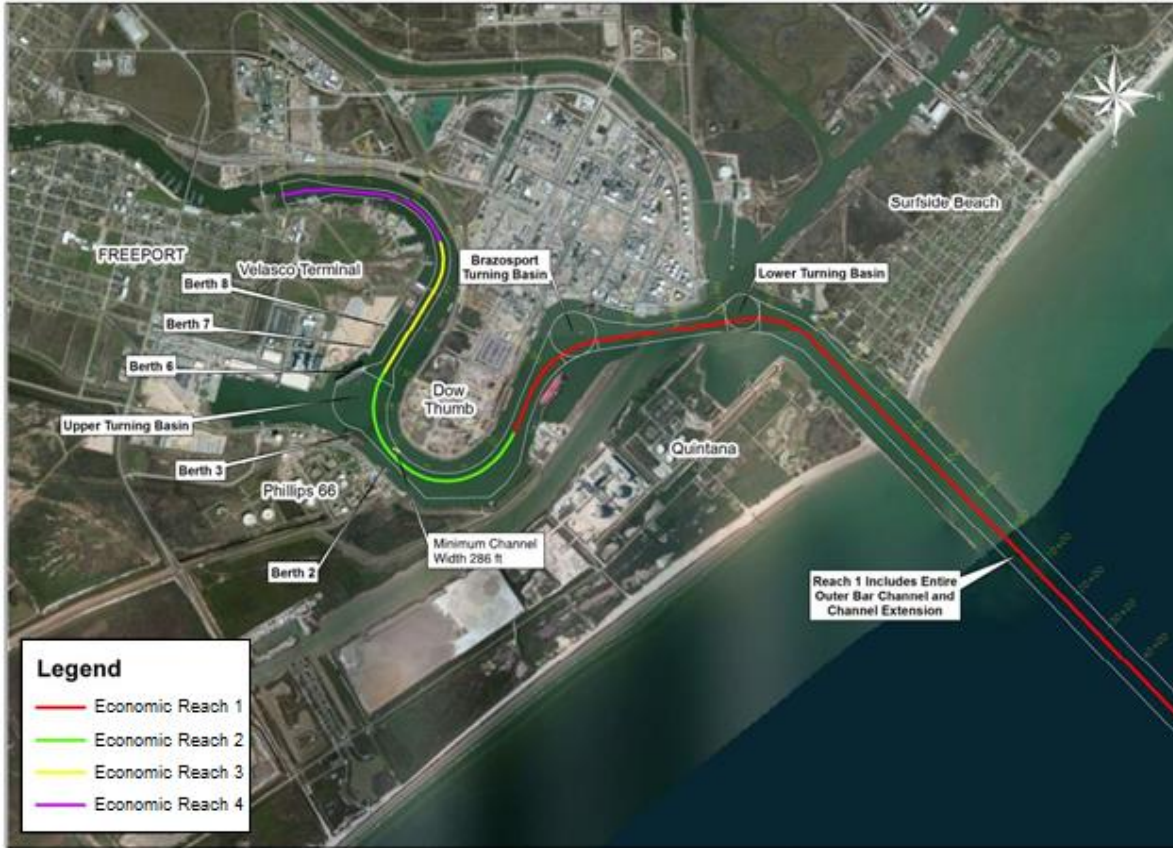 Surfside Beach
FREEPORT
Velasco Terminal
Brazosport
Turning Basin
Lower Turning Basin
Berth 8
Berth 7
Berth 6
Dow
Thumb
Upper Turning Basin
Berth 3
Quintana
Phillips 66
Minimum Channel
Width 286 ft
Berth 2
Reach 1 Includes Entire
Outer Bar Channel and
Channel Extension
Legend
Economic Reach 1
Economic Reach 2
Economic Reach 3
Economic Reach 4